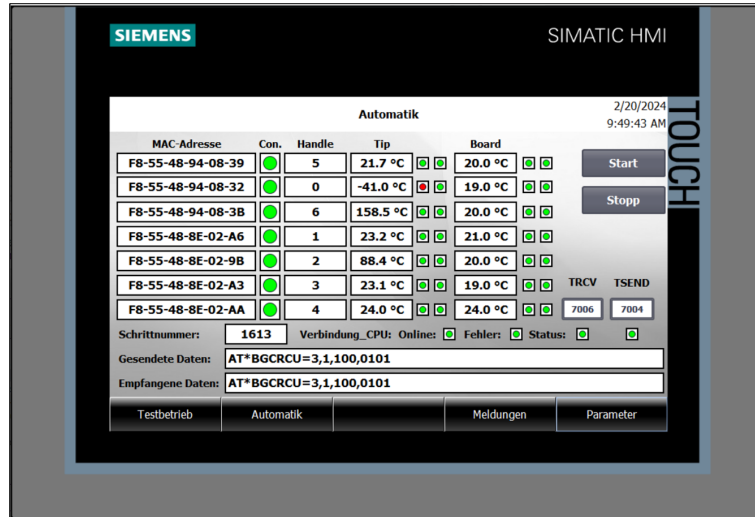 SIEMENS
SIMATIC HMI
TOUCH
Automatik
2/20/2024
9:49:43 AM
MAC-Adresse Con. Handle Tip Board
F8-55-48-94-08-39 5 21.7 °C 20.0 °C
Start
F8-55-48-94-08-32 0 -41.0 °C 19.0 °C
Stopp
F8-55-48-94-08-3B 6 158.5 °C 20.0 °C
F8-55-48-8E-02-A6 1 23.2 °C 21.0 °C
F8-55-48-8E-02-9B 2 88.4 °C 20.0 °C
F8-55-48-8E-02-A3 3 23.1 °C 19.0 °C TRCV TSEND
F8-55-48-8E-02-AA 4 24.0 °C 24.0 °C 7006 7004
Schrittnummer: 1613 Verbindung_CPU: Online: Fehler: Status:
Gesendete Daten: AT*BGCRCU=3,1,100,0101
Empfangene Daten: AT*BGCRCU=3,1,100,0101
Testbetrieb Automatik Meldungen Parameter